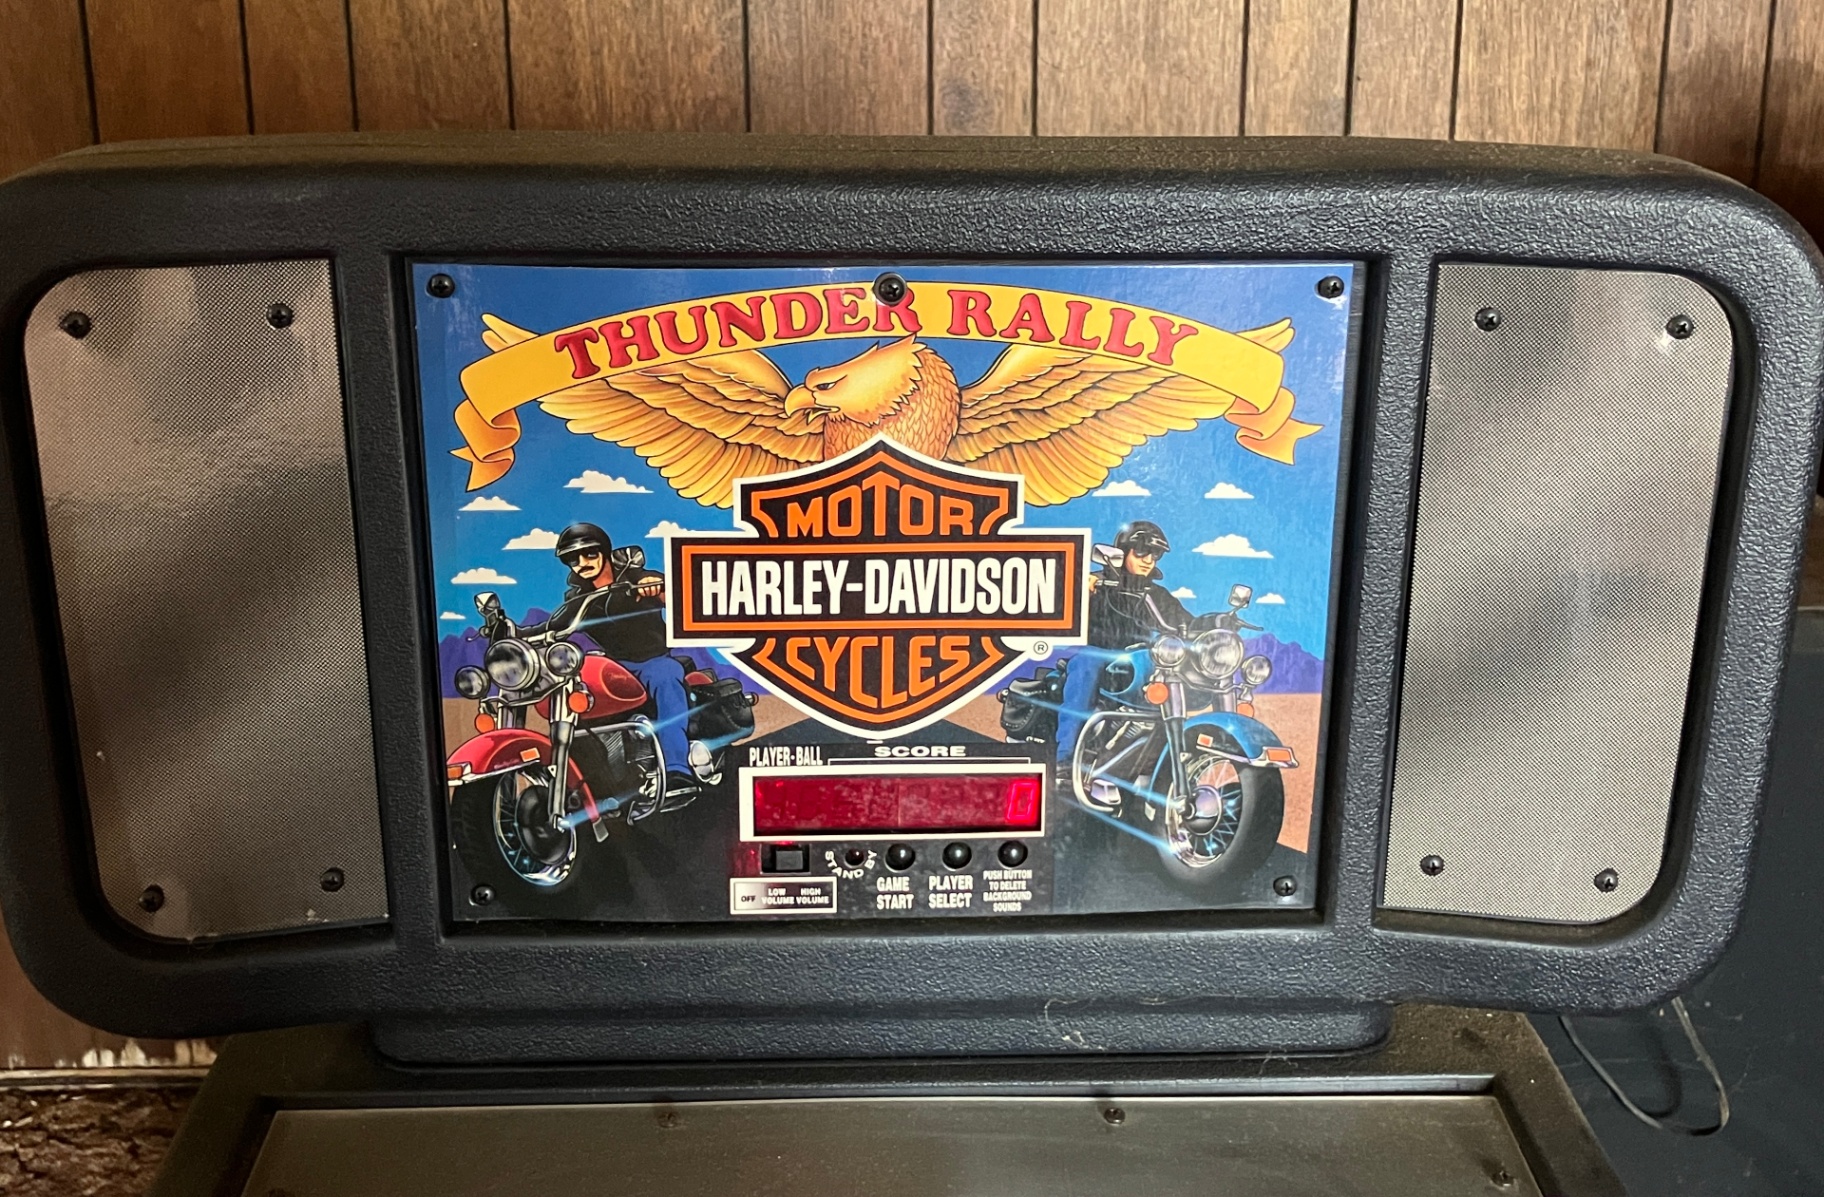 THUNDER RALLY
MOTOR
HARLEY-DAVIDSON
CYCLES
®
PLAYER·BALL
SCORE
0
STAND BY
OFF
LOW VOLUME
HIGH VOLUME
GAME
START
PLAYER
SELECT
PUSH BUTTON
TO DELETE
BACKGROUND
SOUNDS